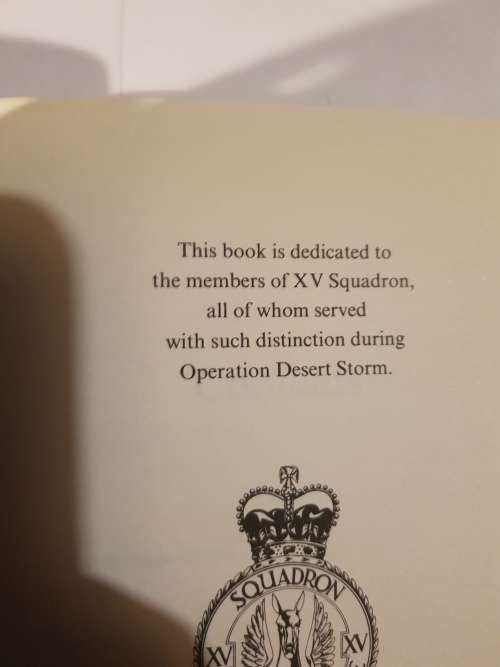 This book is dedicated to
the members of XV Squadron,
all of whom served
with such distinction during
Operation Desert Storm.
SQUADRON
XV
XV